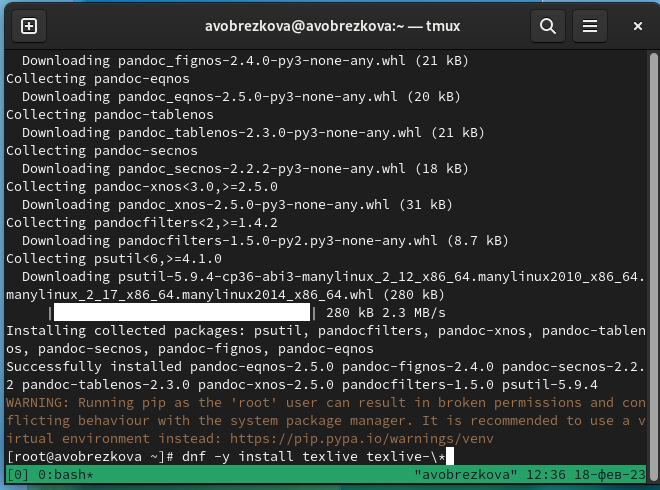 avobrezkova@avobrezkova:~ — tmux
Downloading pandoc_fignos-2.4.0-py3-none-any.whl (21 kB)
Collecting pandoc-eqnos
Downloading pandoc_eqnos-2.5.0-py3-none-any.whl (20 kB)
Collecting pandoc-tablenos
Downloading pandoc_tablenos-2.3.0-py3-none-any.whl (21 kB)
Collecting pandoc-secnos
Downloading pandoc_secnos-2.2.2-py3-none-any.whl (18 kB)
Collecting pandoc-xnos<3.0,>=2.5.0
Downloading pandoc_xnos-2.5.0-py3-none-any.whl (31 kB)
Collecting pandocfilters<2,>=1.4.2
Downloading pandocfilters-1.5.0-py2.py3-none-any.whl (8.7 kB)
Collecting psutil<6,>=4.1.0
Downloading psutil-5.9.4-cp36-abi3-manylinux_2_12_x86_64.manylinux2010_x86_64.
manylinux_2_17_x86_64.manylinux2014_x86_64.whl (280 kB)
| | 280 kB 2.3 MB/s
Installing collected packages: psutil, pandocfilters, pandoc-xnos, pandoc-tablen
os, pandoc-secnos, pandoc-fignos, pandoc-eqnos
Successfully installed pandoc-eqnos-2.5.0 pandoc-fignos-2.4.0 pandoc-secnos-2.2.
2 pandoc-tablenos-2.3.0 pandoc-xnos-2.5.0 pandocfilters-1.5.0 psutil-5.9.4
WARNING: Running pip as the 'root' user can result in broken permissions and con
flicting behaviour with the system package manager. It is recommended to use a v
irtual environment instead: https://pip.pypa.io/warnings/venv
[root@avobrezkova ~]# dnf -y install texlive texlive-\*
[0] 0:bash* "avobrezkova" 12:36 18-фев-23